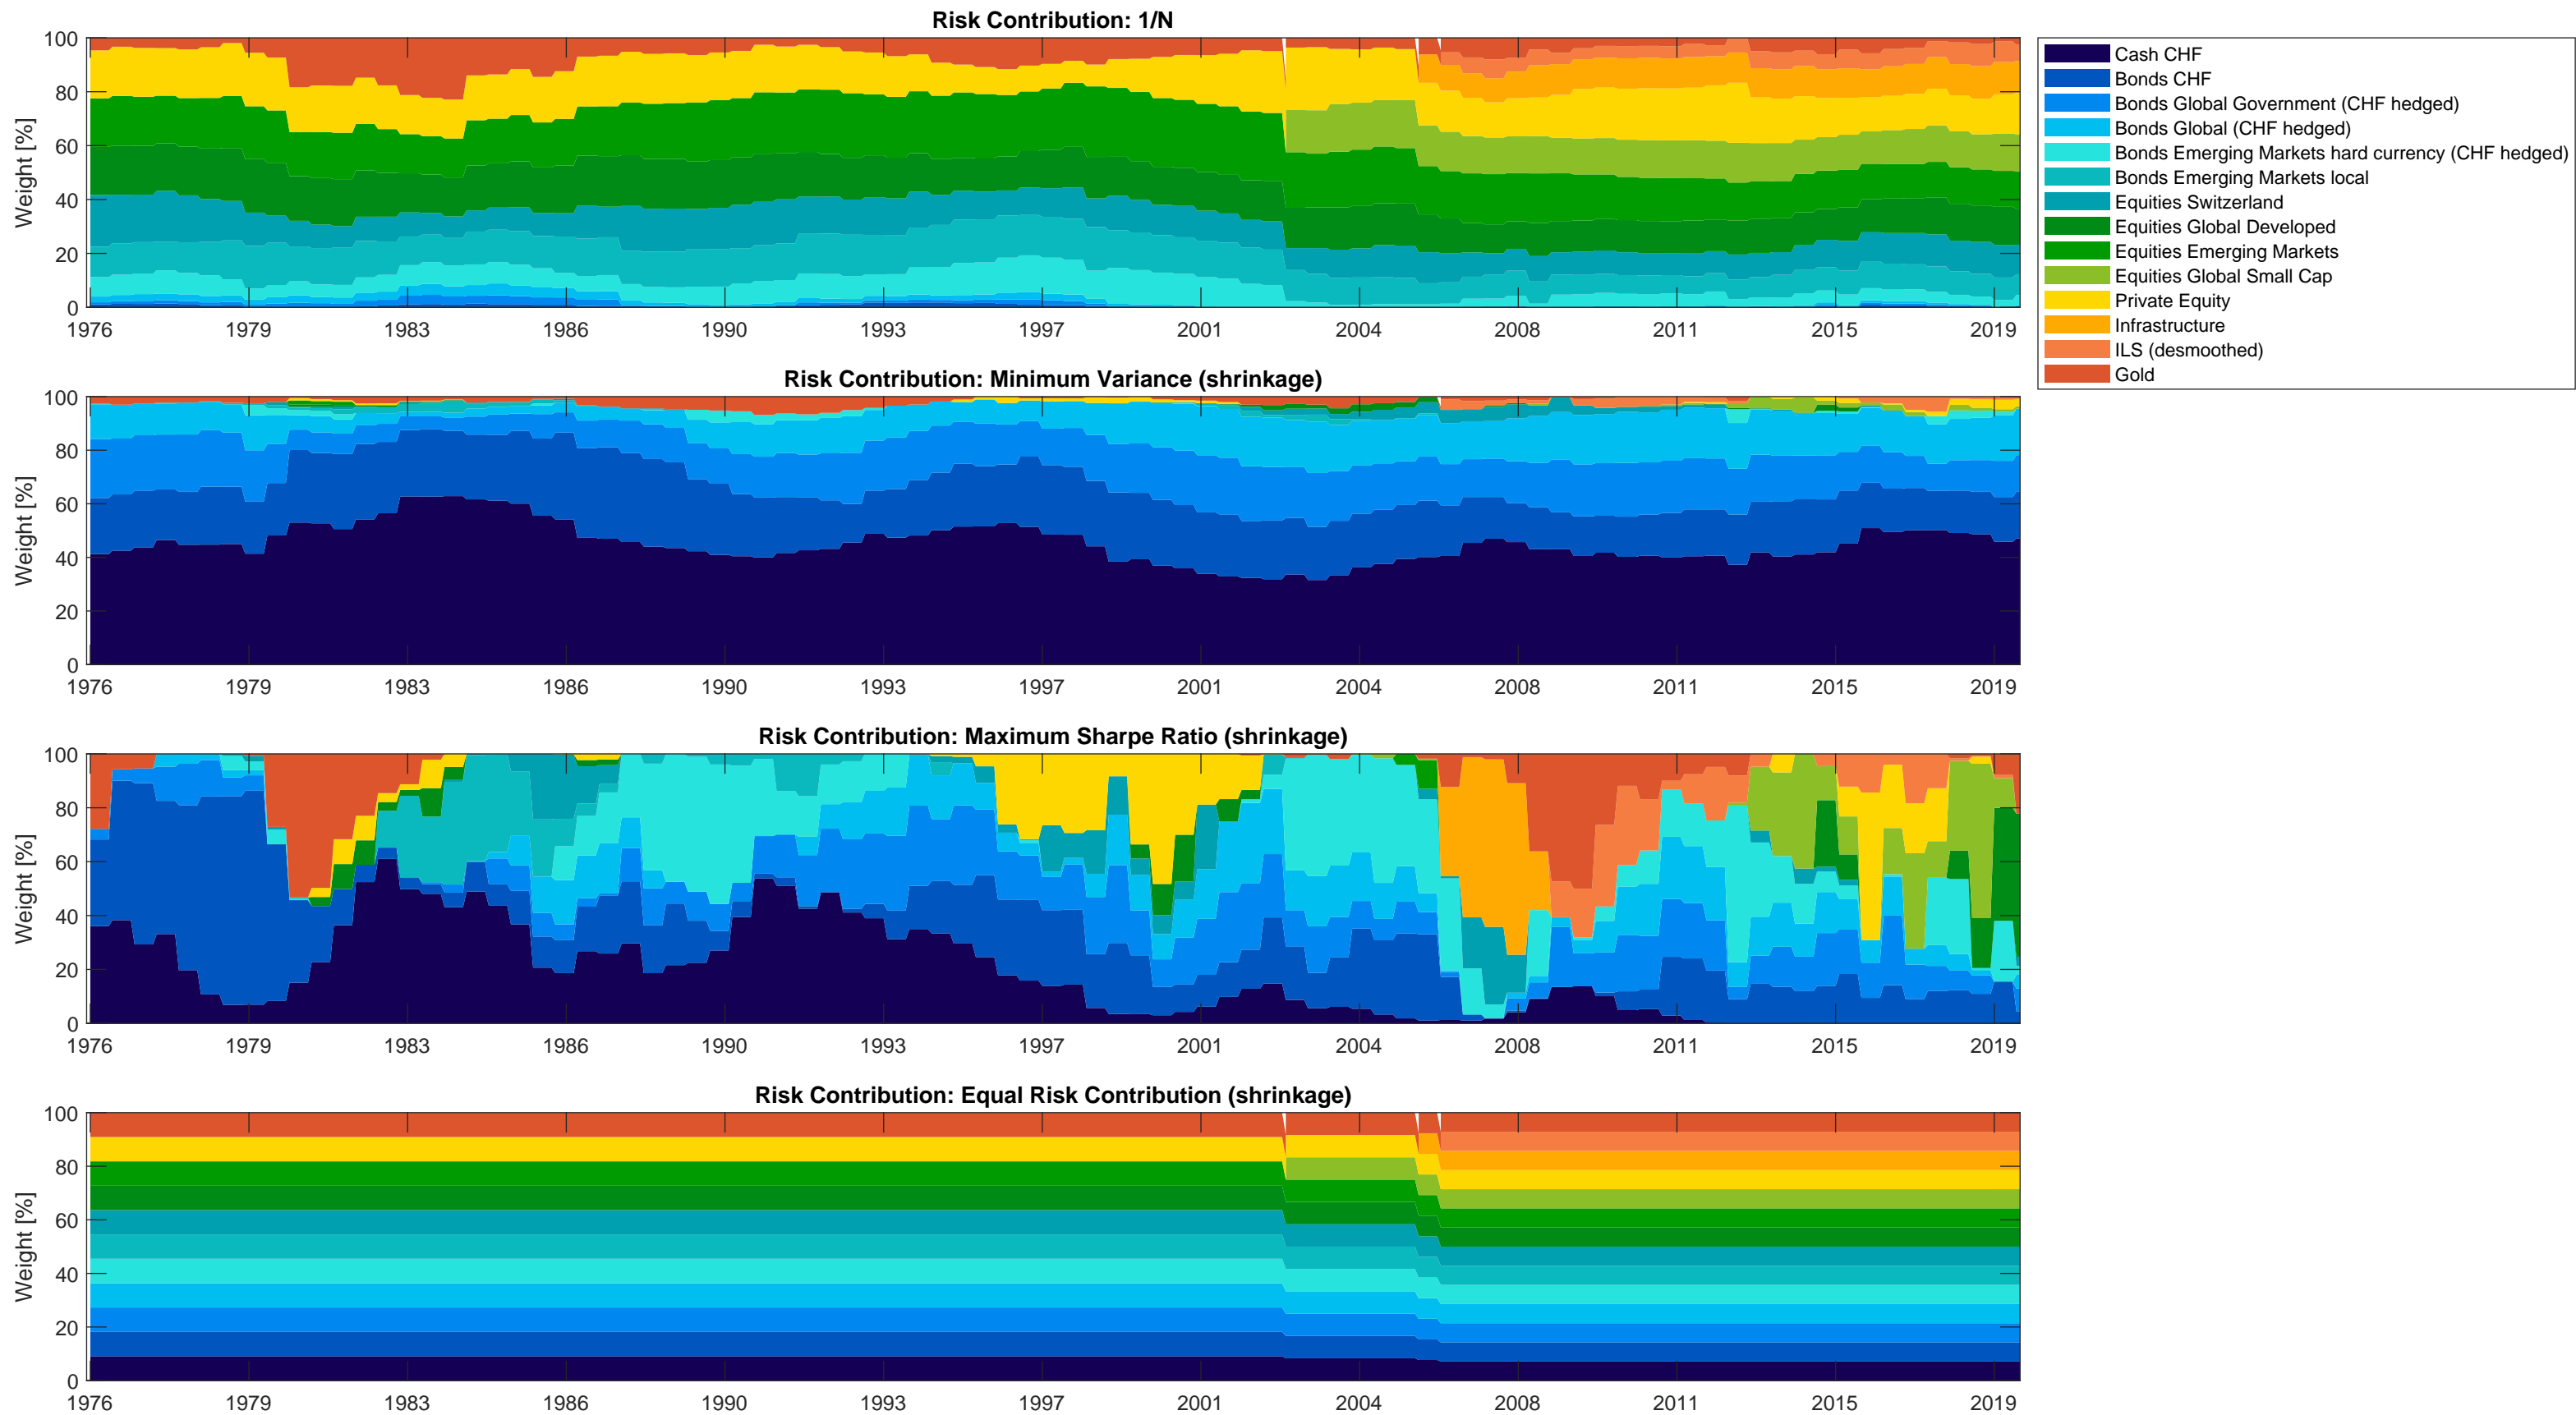 Risk Contribution: 1/N
Weight [%]
100
80
60
40
20
0
1976 1979 1983 1986 1990 1993 1997 2001 2004 2008 2011 2015 2019
Cash CHF
Bonds CHF
Bonds Global Government (CHF hedged)
Bonds Global (CHF hedged)
Bonds Emerging Markets hard currency (CHF hedged)
Bonds Emerging Markets local
Equities Switzerland
Equities Global Developed
Equities Emerging Markets
Equities Global Small Cap
Private Equity
Infrastructure
ILS (desmoothed)
Gold
Risk Contribution: Minimum Variance (shrinkage)
Weight [%]
100
80
60
40
20
0
1976 1979 1983 1986 1990 1993 1997 2001 2004 2008 2011 2015 2019
Risk Contribution: Maximum Sharpe Ratio (shrinkage)
Weight [%]
100
80
60
40
20
0
1976 1979 1983 1986 1990 1993 1997 2001 2004 2008 2011 2015 2019
Risk Contribution: Equal Risk Contribution (shrinkage)
Weight [%]
100
80
60
40
20
0
1976 1979 1983 1986 1990 1993 1997 2001 2004 2008 2011 2015 2019